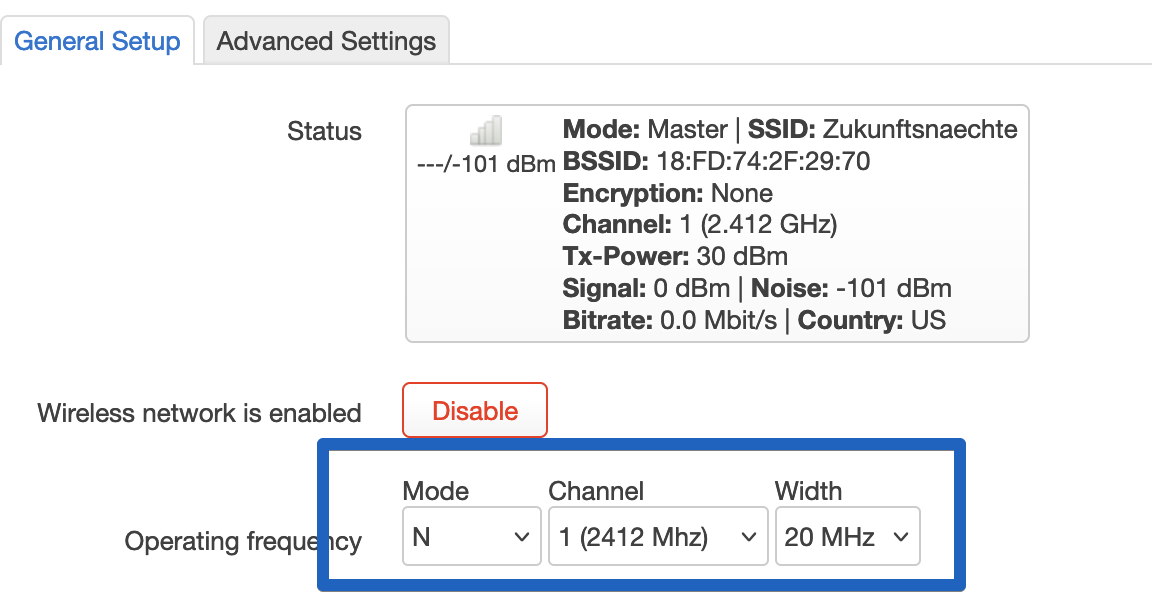 General Setup
Advanced Settings
Status
---/-101 dBm
Mode: Master | SSID: Zukunftsnaechte
BSSID: 18:FD:74:2F:29:70
Encryption: None
Channel: 1 (2.412 GHz)
Tx-Power: 30 dBm
Signal: 0 dBm | Noise: -101 dBm
Bitrate: 0.0 Mbit/s | Country: US
Wireless network is enabled
Disable
Mode Channel Width
Operating frequency
N 1 (2412 Mhz) 20 MHz